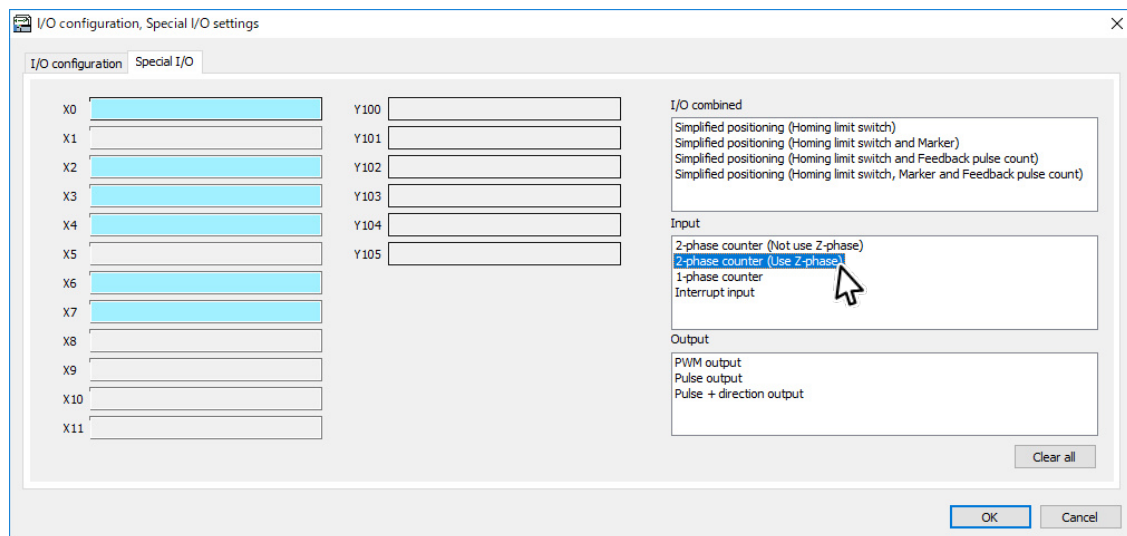 I/O configuration, Special I/O settings
I/O configuration Special I/O
X0
X1
X2
X3
X4
X5
X6
X7
X8
X9
X10
X11
Y100
Y101
Y102
Y103
Y104
Y105
I/O combined
Simplified positioning (Homing limit switch)
Simplified positioning (Homing limit switch and Marker)
Simplified positioning (Homing limit switch and Feedback pulse count)
Simplified positioning (Homing limit switch, Marker and Feedback pulse count)
Input
2-phase counter (Not use Z-phase)
2-phase counter (Use Z-phase)
1-phase counter
Interrupt input
Output
PWM output
Pulse output
Pulse + direction output
Clear all
OK Cancel